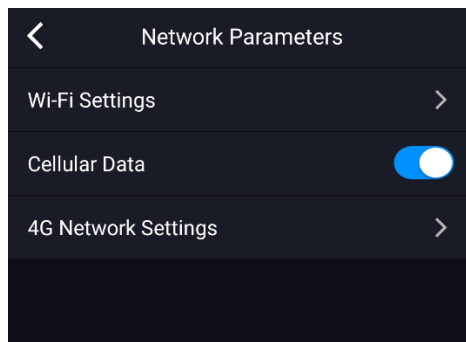 Network Parameters
Wi-Fi Settings
Cellular Data
4G Network Settings